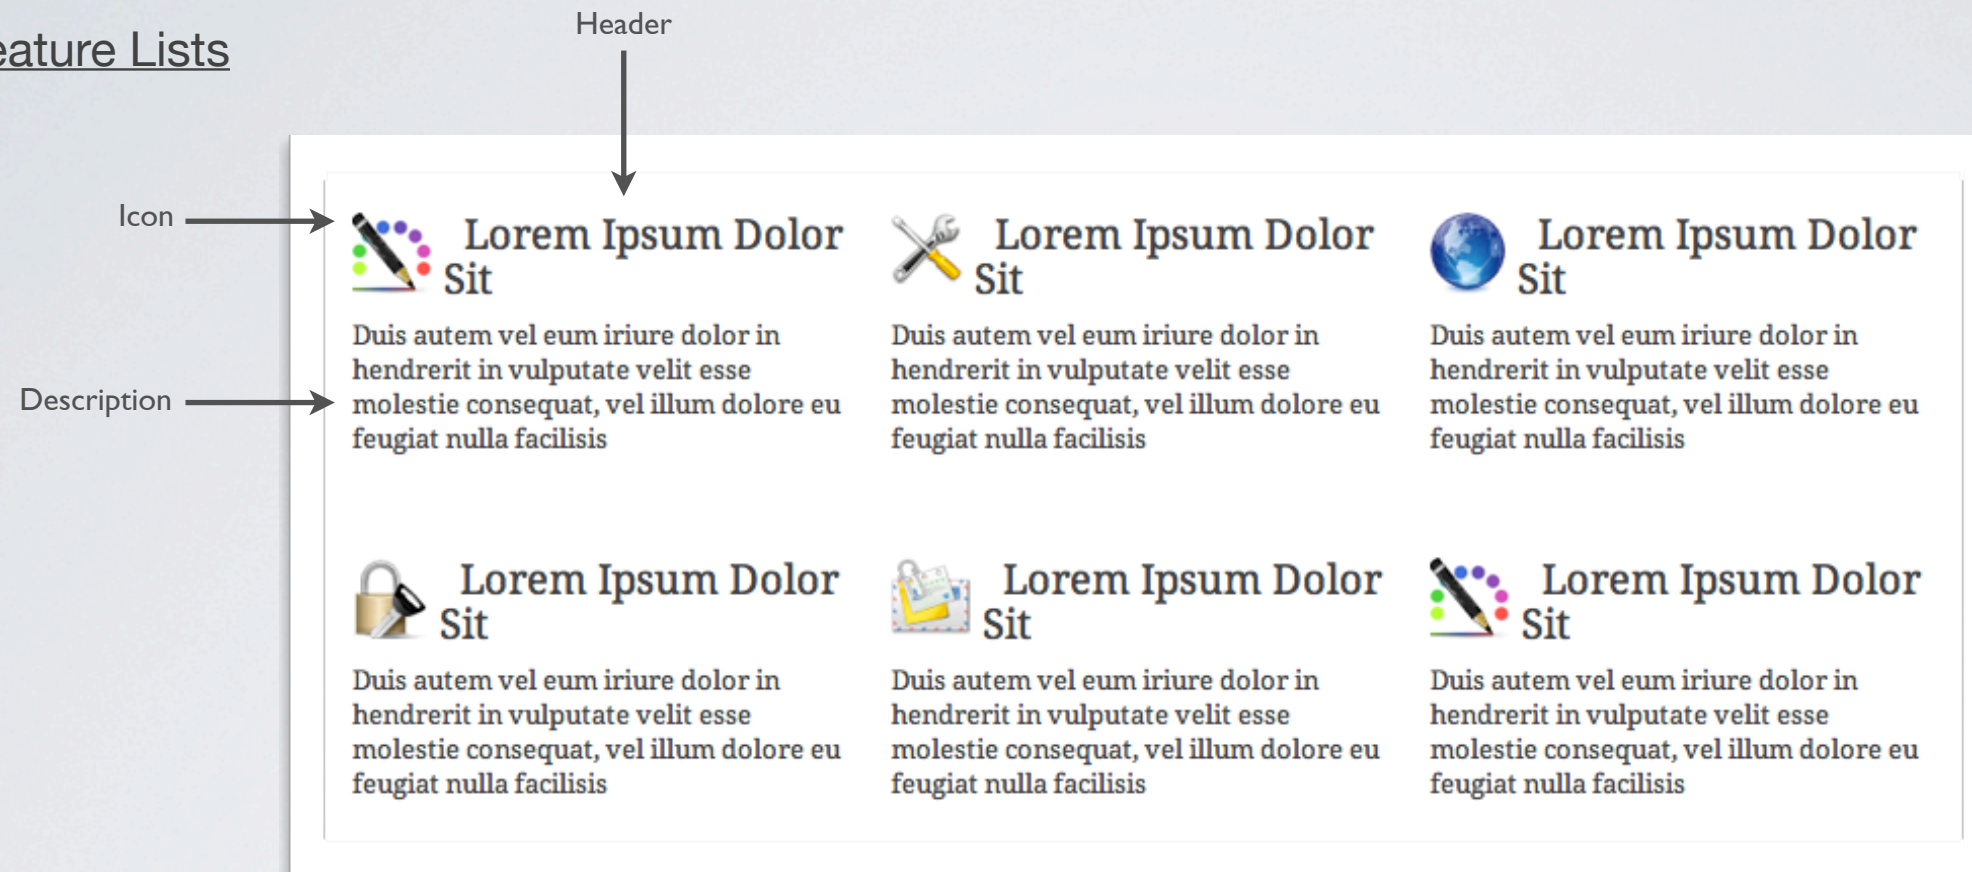 Header
eature Lists
Icon
Lorem Ipsum Dolor
Sit
Duis autem vel eum iriure dolor in
hendrerit in vulputate velit esse
molestie consequat, vel illum dolore eu
feugiat nulla facilisis
Description
Lorem Ipsum Dolor
Sit
Duis autem vel eum iriure dolor in
hendrerit in vulputate velit esse
molestie consequat, vel illum dolore eu
feugiat nulla facilisis
Lorem Ipsum Dolor
Sit
Duis autem vel eum iriure dolor in
hendrerit in vulputate velit esse
molestie consequat, vel illum dolore eu
feugiat nulla facilisis
Lorem Ipsum Dolor
Sit
Duis autem vel eum iriure dolor in
hendrerit in vulputate velit esse
molestie consequat, vel illum dolore eu
feugiat nulla facilisis
Lorem Ipsum Dolor
Sit
Duis autem vel eum iriure dolor in
hendrerit in vulputate velit esse
molestie consequat, vel illum dolore eu
feugiat nulla facilisis
Lorem Ipsum Dolor
Sit
Duis autem vel eum iriure dolor in
hendrerit in vulputate velit esse
molestie consequat, vel illum dolore eu
feugiat nulla facilisis